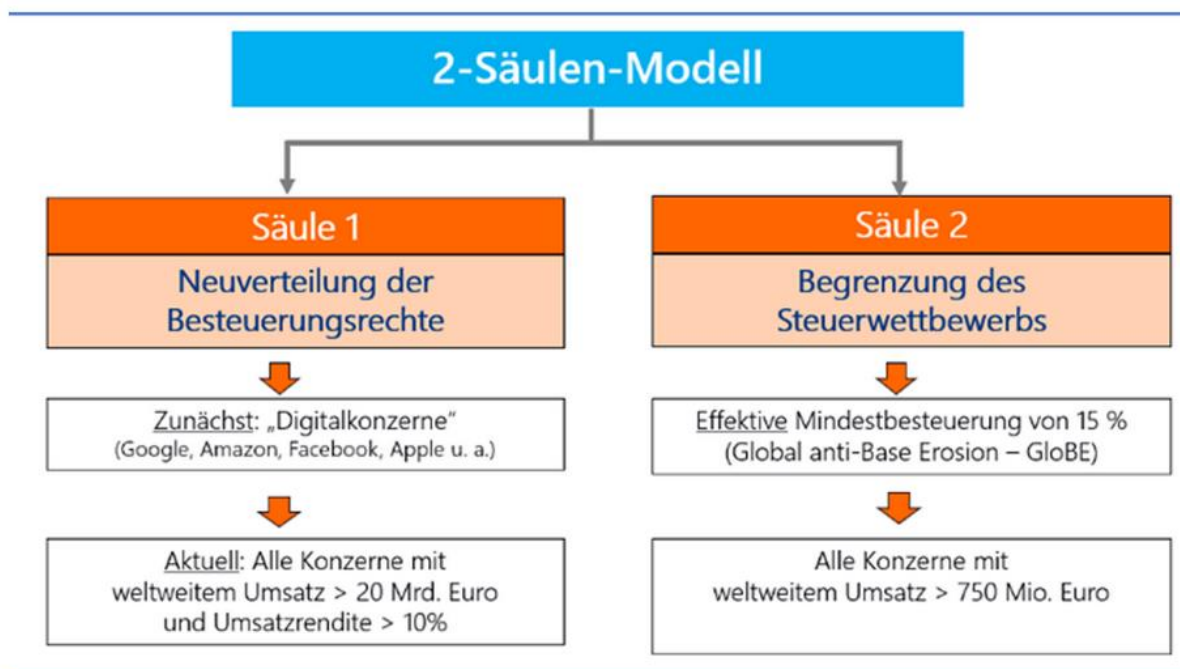 2-Säulen-Modell
Säule 1
Neuverteilung der
Besteuerungsrechte
Zunächst: „Digitalkonzerne“
(Google, Amazon, Facebook, Apple u. a.)
Aktuell: Alle Konzerne mit
weltweitem Umsatz > 20 Mrd. Euro
und Umsatzrendite > 10%
Säule 2
Begrenzung des
Steuerwettbewerbs
Effektive Mindestbesteuerung von 15 %
(Global anti-Base Erosion – GloBE)
Alle Konzerne mit
weltweitem Umsatz > 750 Mio. Euro